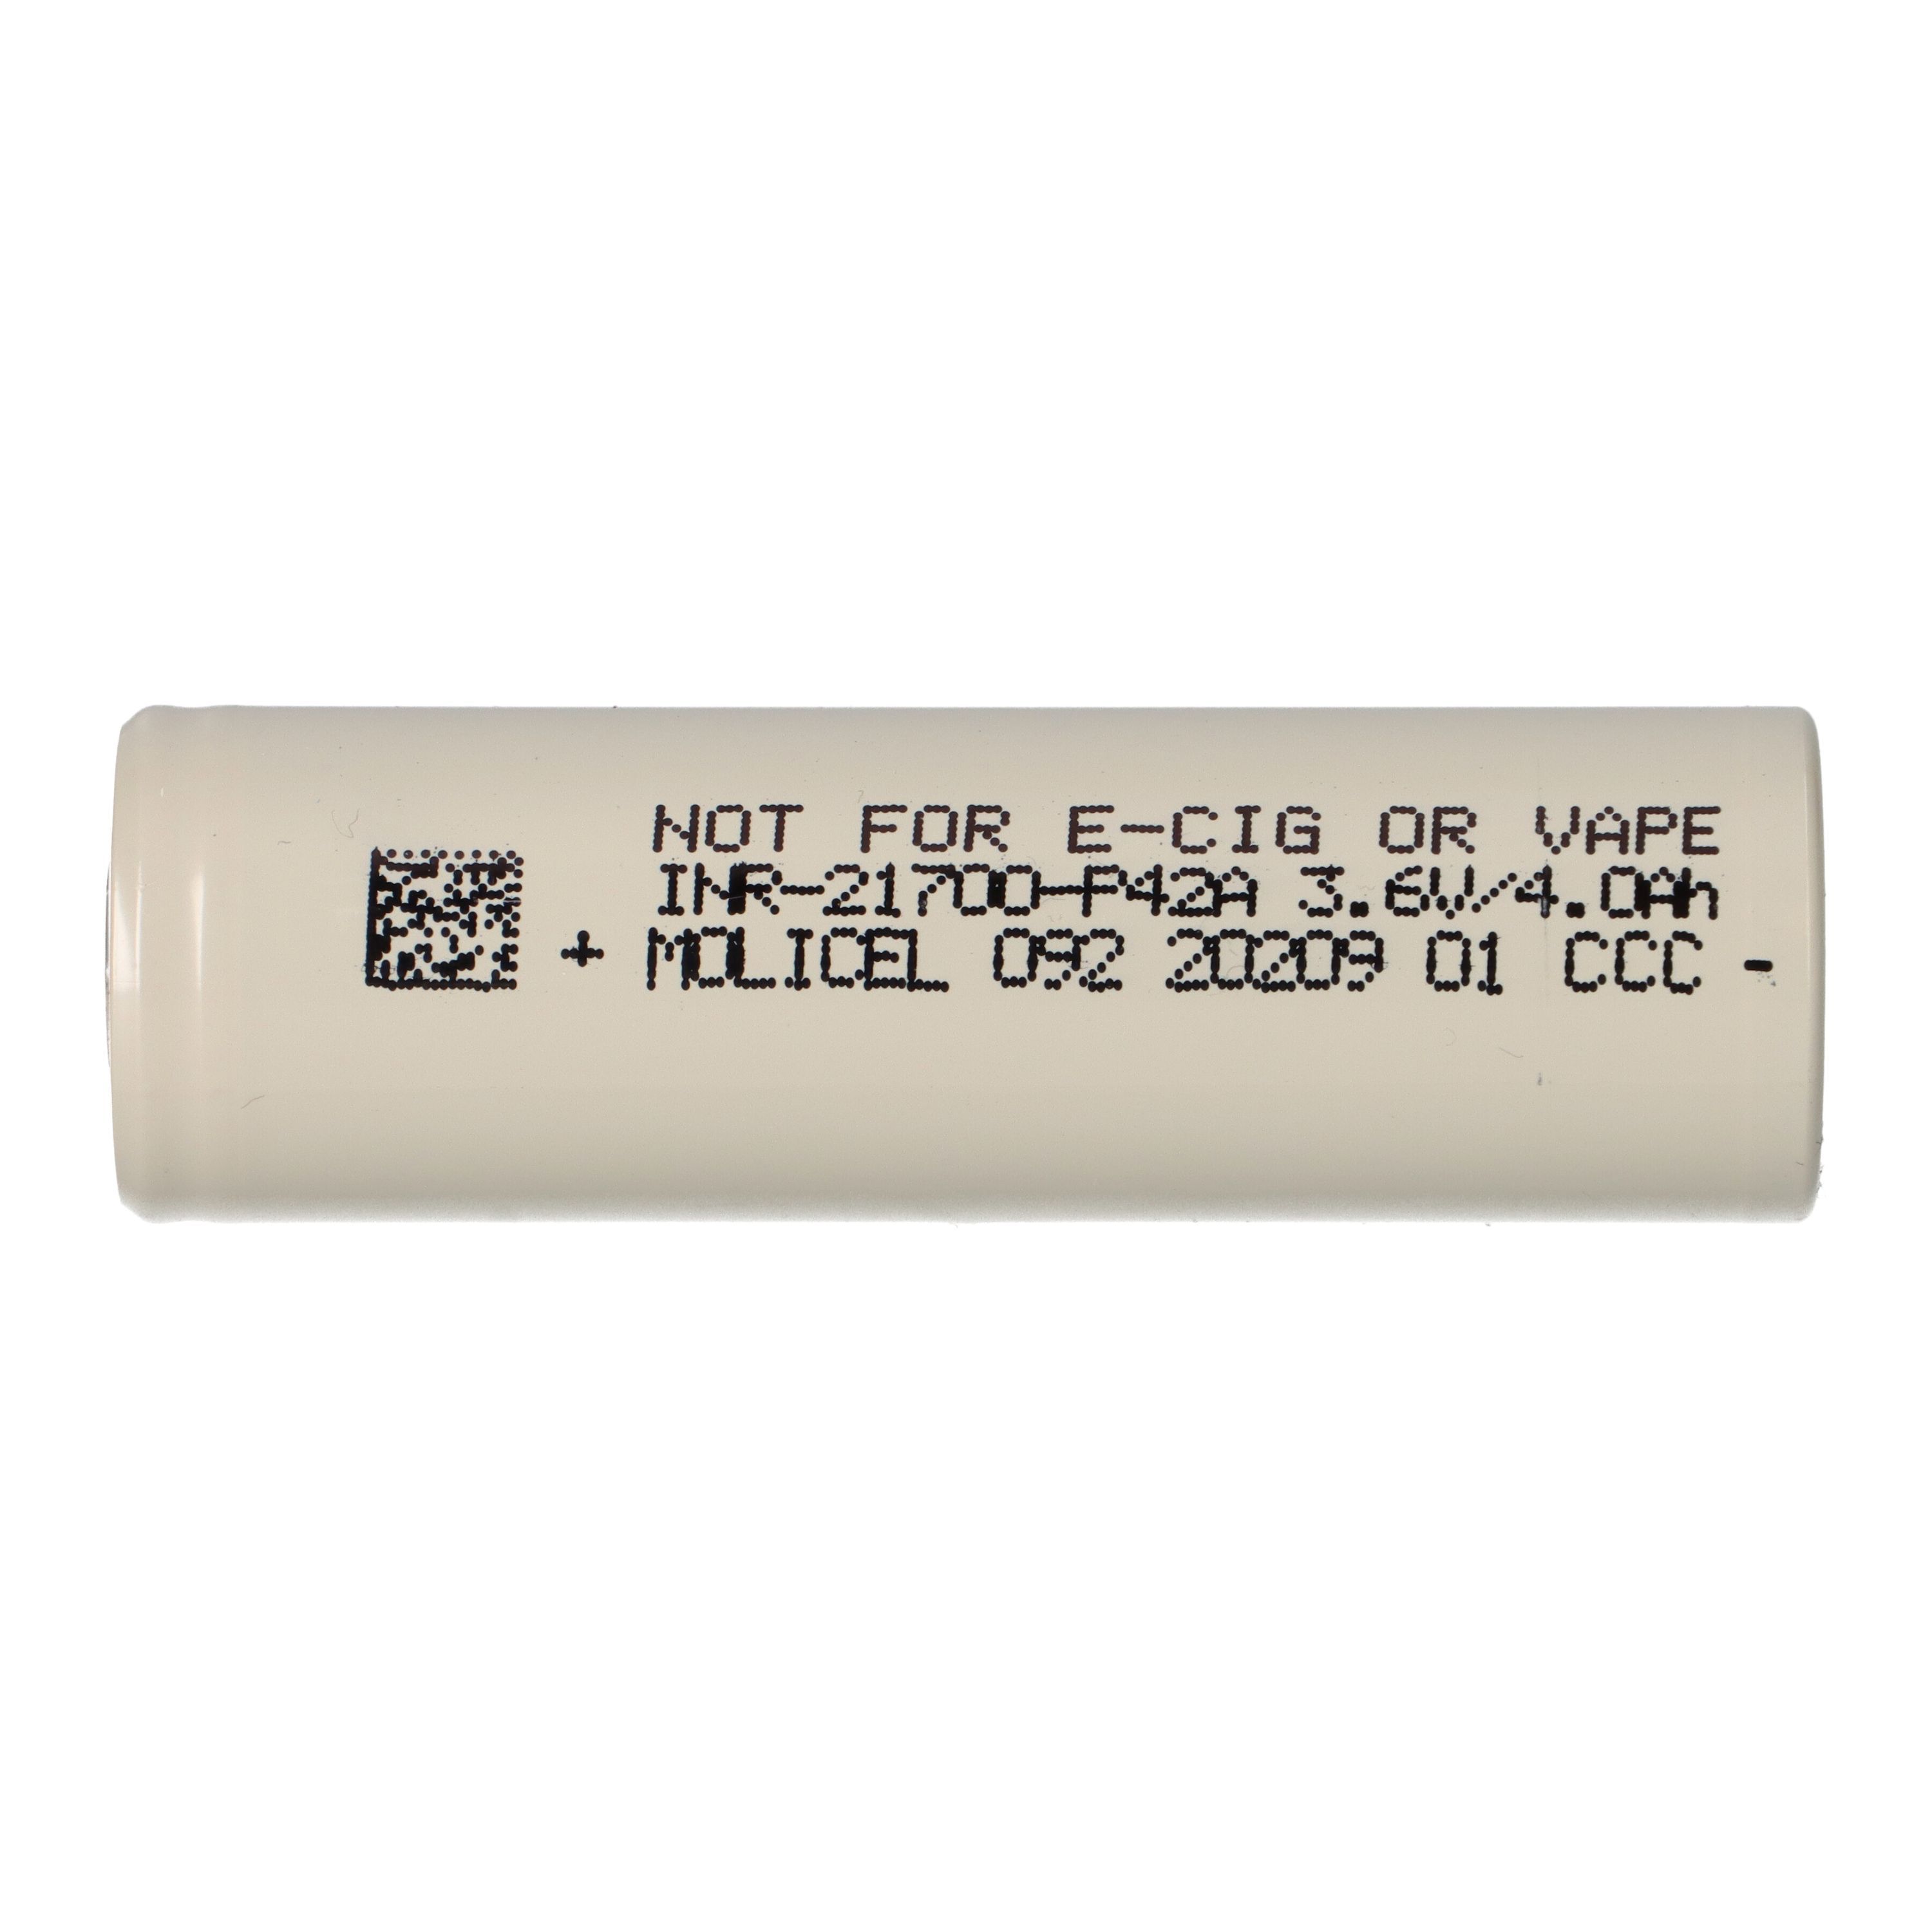 NOT FOR E-CIG OR VAPE
INR-21700-P42A 3.6V/4.0Ah
+ MOLICEL 092 20209 01 CCC -